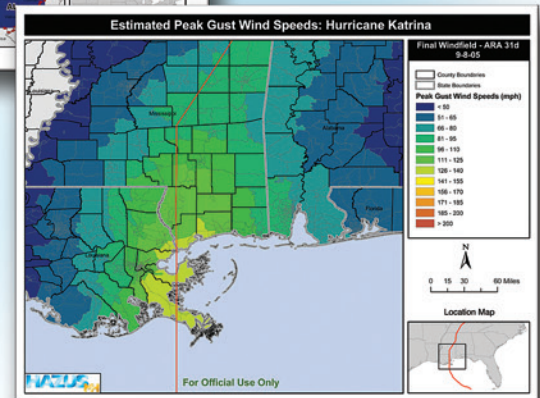 Estimated Peak Gust Wind Speeds: Hurricane Katrina
Final Windfield - ARA 31d
9-8-05
County Boundaries
State Boundaries
Peak Gust Wind Speeds (mph)
< 50
51 - 65
66 - 80
81 - 95
96 - 110
111 - 125
126 - 140
141 - 155
156 - 170
171 - 185
185 - 200
> 200
Mississippi
Alabama
Florida
Louisiana
Louisiana
N
0 15 30 60 Miles
Location Map
HAZUS
For Official Use Only